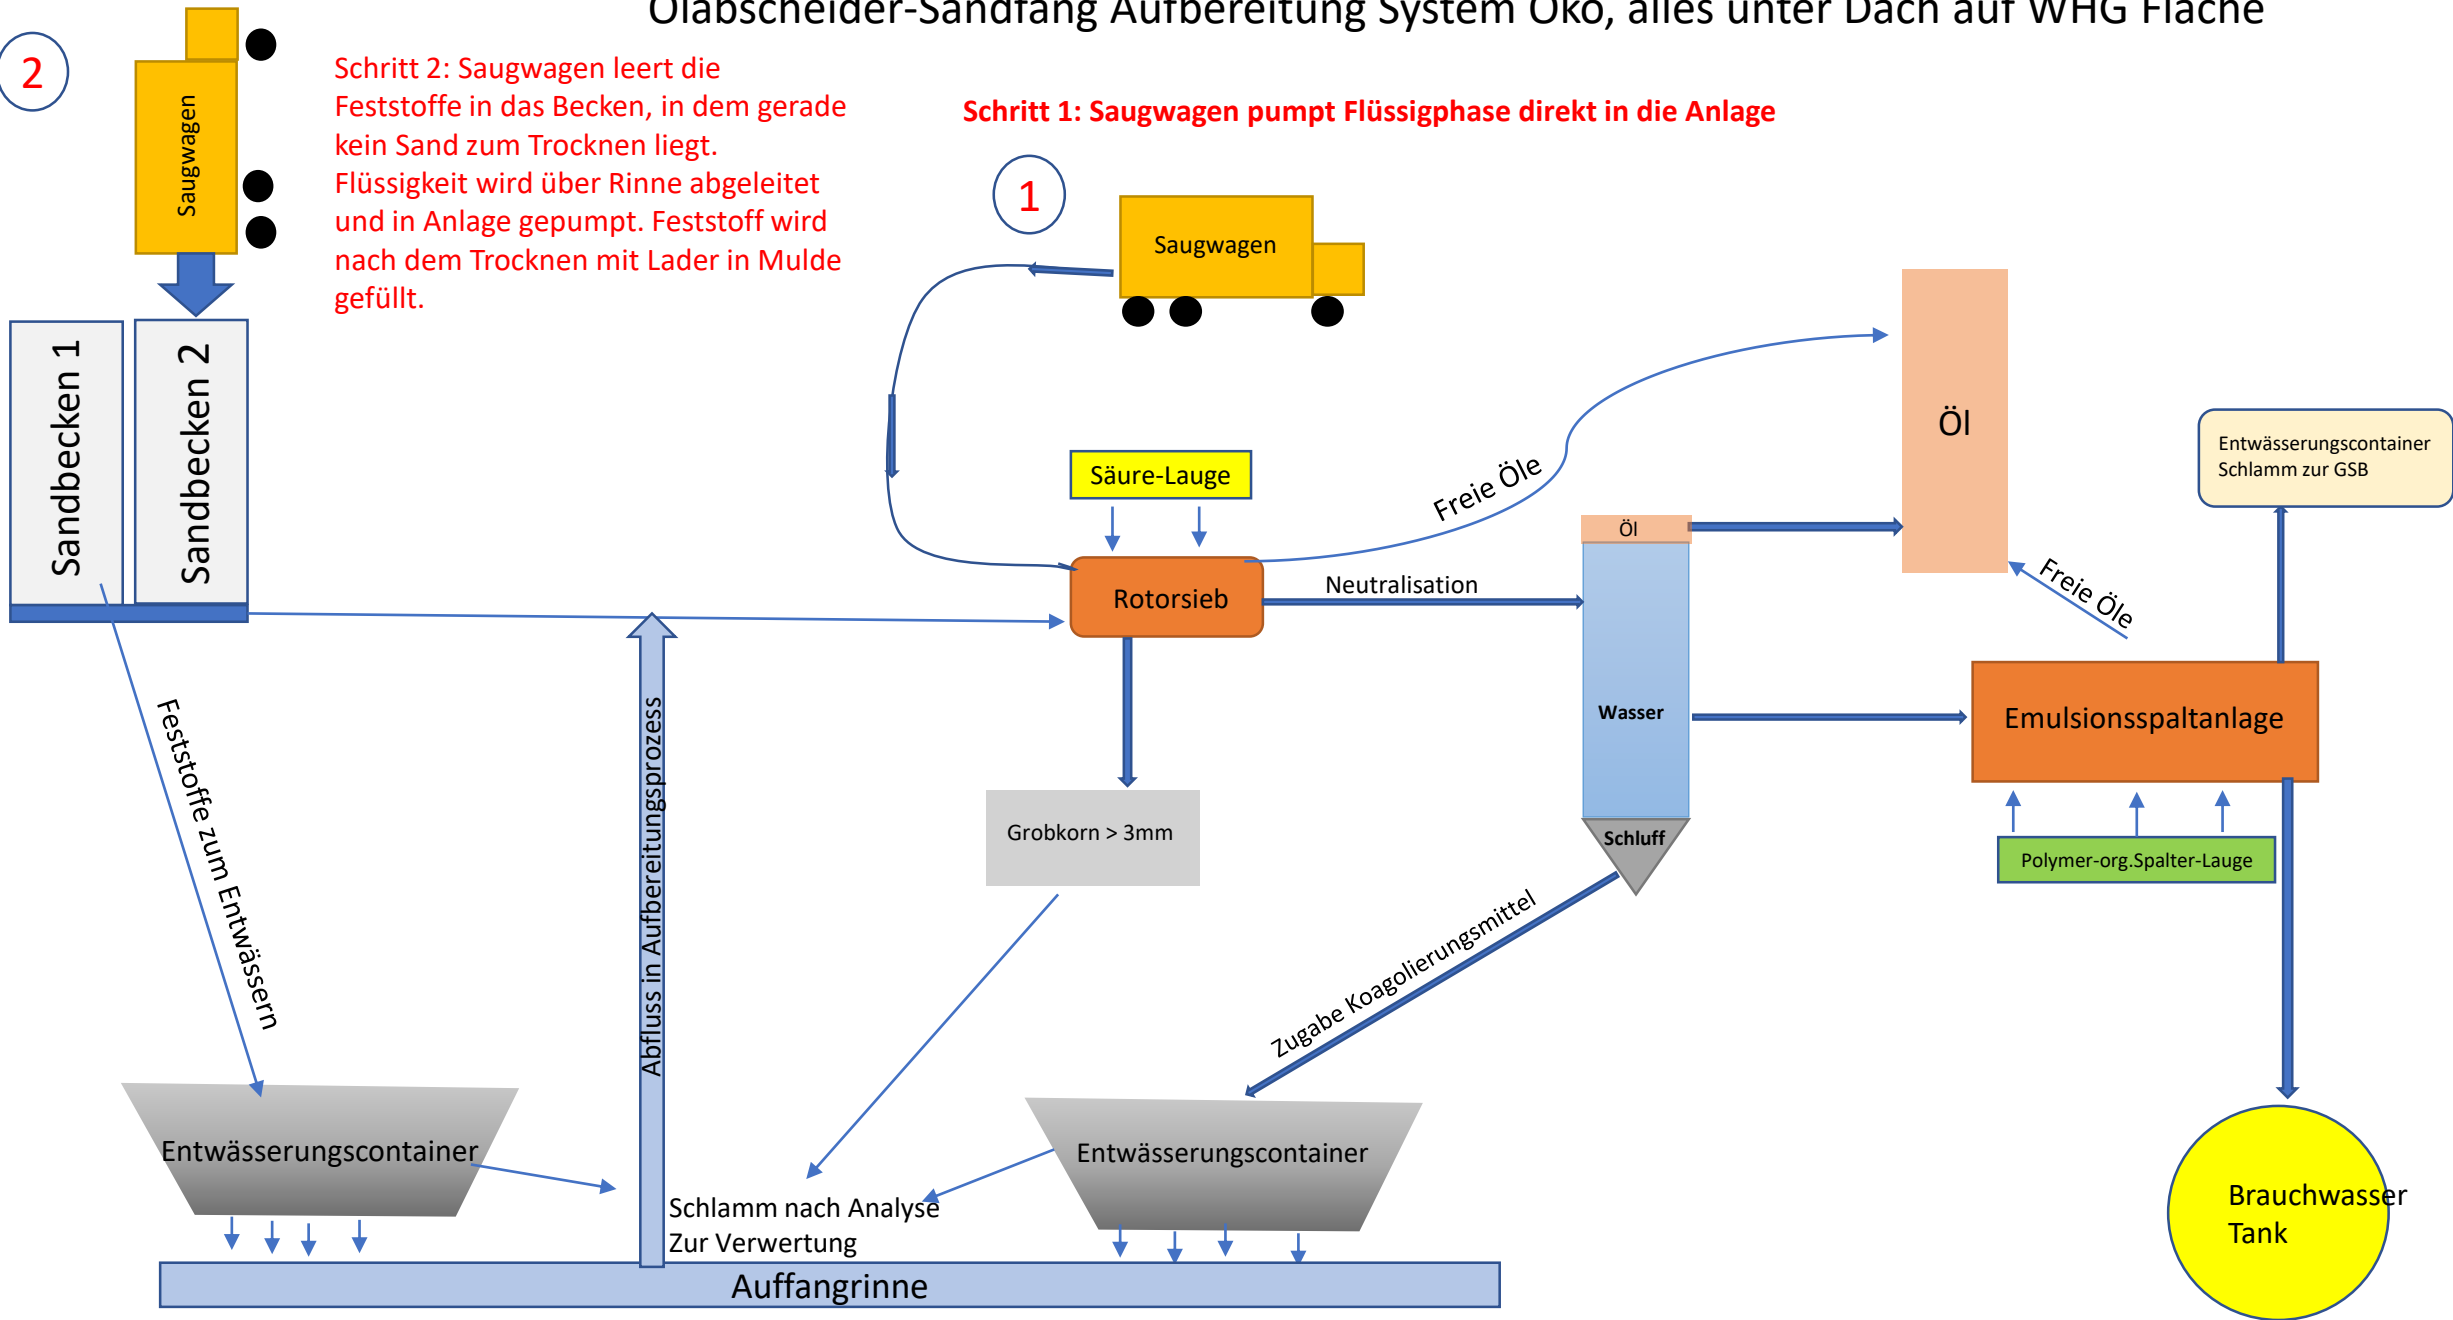 Ölabscheider-Sandfang Aufbereitung System Öko, alles unter Dach auf WHG Fläche
2
Saugwagen
Schritt 2: Saugwagen leert die
Feststoffe in das Becken, in dem gerade
kein Sand zum Trocknen liegt.
Flüssigkeit wird über Rinne abgeleitet
und in Anlage gepumpt. Feststoff wird
nach dem Trocknen mit Lader in Mulde
gefüllt.
Schritt 1: Saugwagen pumpt Flüssigphase direkt in die Anlage
1
Saugwagen
Sandbecken 1
Sandbecken 2
Säure-Lauge
Freie Öle
Öl
Entwässerungscontainer
Schlamm zur GSB
Öl
Rotorsieb
Neutralisation
Freie Öle
Wasser
Emulsionsspaltanlage
Feststoffe zum Entwässern
Abfluss in Aufbereitungsprozess
Grobkorn > 3mm
Schluff
Polymer-org.Spalter-Lauge
Zugabe Koagolierungsmittel
Entwässerungscontainer
Entwässerungscontainer
Schlamm nach Analyse
Zur Verwertung
Brauchwasser
Tank
Auffangrinne